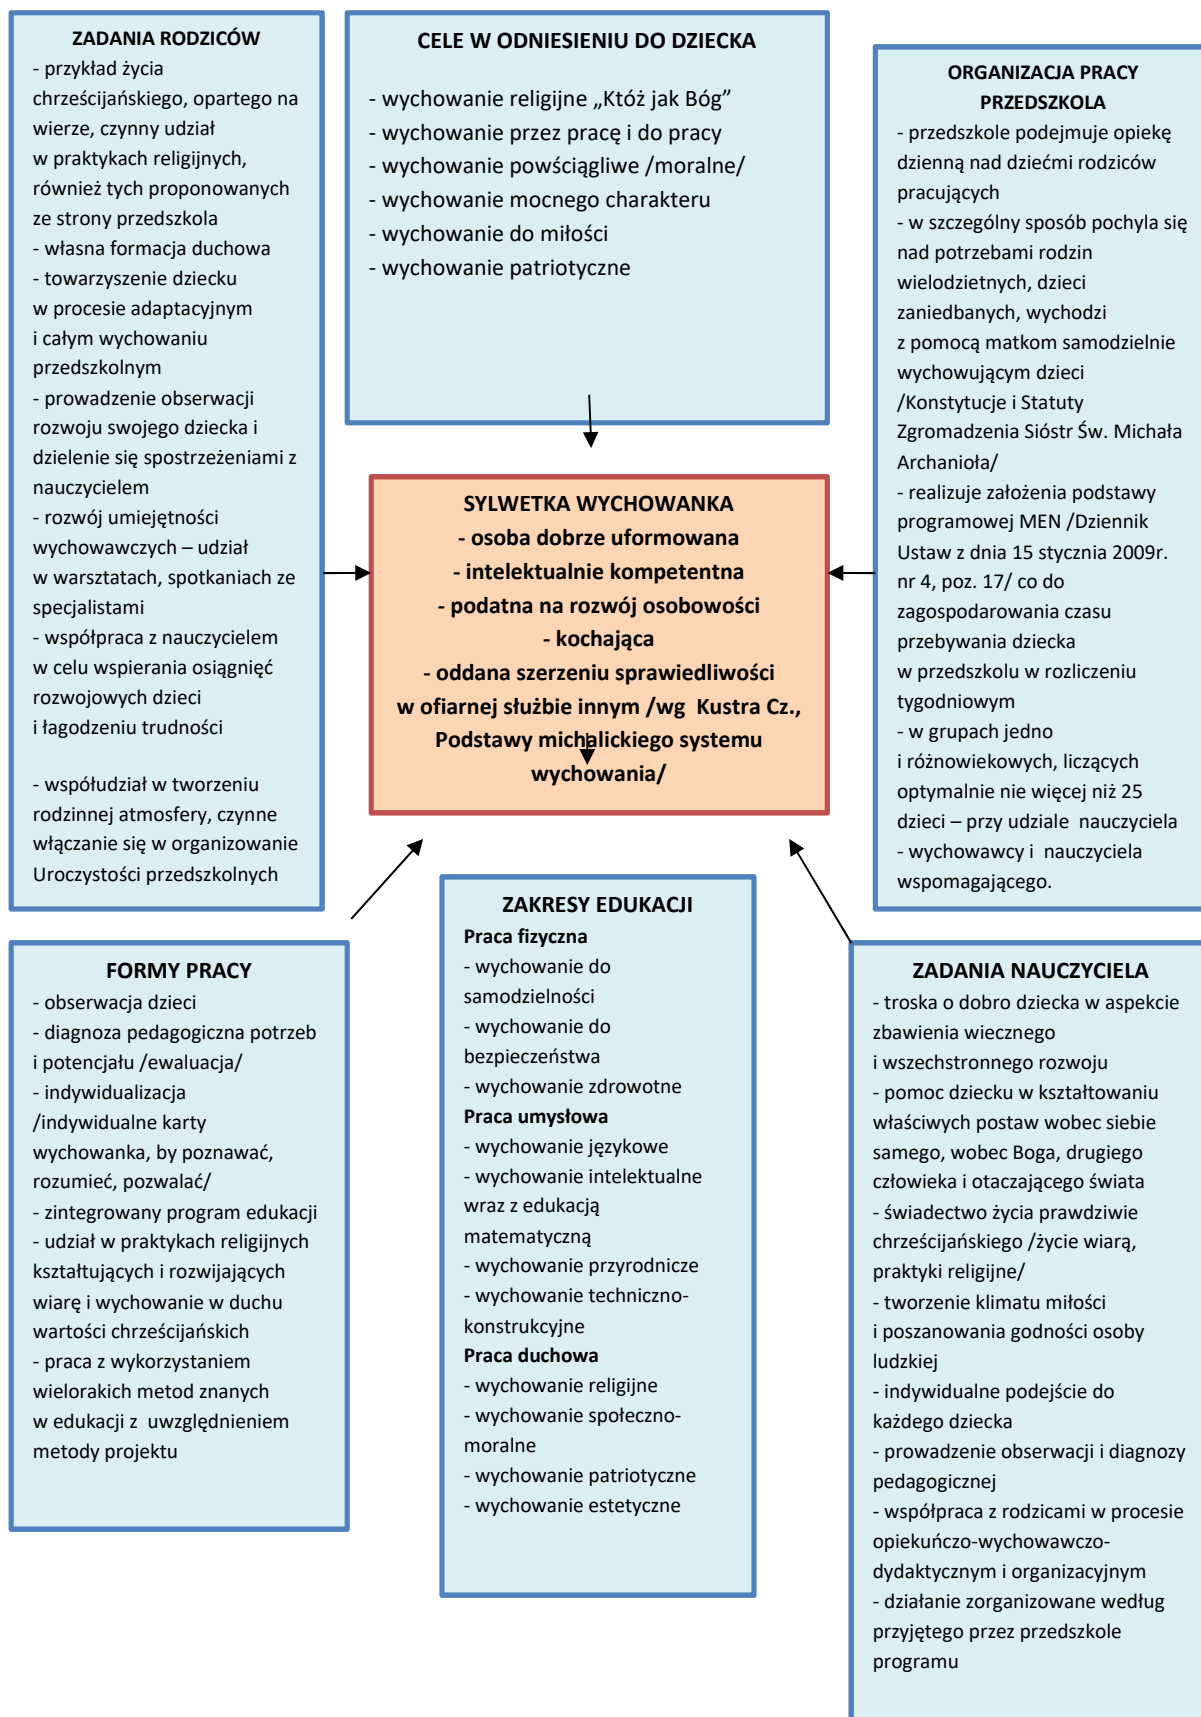 ZADANIA RODZICÓW
- przykład życia
chrześcijańskiego, opartego na
wierze, czynny udział
w praktykach religijnych,
również tych proponowanych
ze strony przedszkola
- własna formacja duchowa
- towarzyszenie dziecku
w procesie adaptacyjnym
i całym wychowaniu
przedszkolnym
- prowadzenie obserwacji
rozwoju swojego dziecka i
dzielenie się spostrzeżeniami z
nauczycielem
- rozwój umiejętności
wychowawczych – udział
w warsztatach, spotkaniach ze
specjalistami
- współpraca z nauczycielem
w celu wspierania osiągnięć
rozwojowych dzieci
i łagodzeniu trudności
- współudział w tworzeniu
rodzinnej atmosfery, czynne
włączanie się w organizowanie
Uroczystości przedszkolnych
CELE W ODNIESIENIU DO DZIECKA
- wychowanie religijne „Któż jak Bóg”
- wychowanie przez pracę i do pracy
- wychowanie powściągliwe /moralne/
- wychowanie mocnego charakteru
- wychowanie do miłości
- wychowanie patriotyczne
ORGANIZACJA PRACY
PRZEDSZKOLA
- przedszkole podejmuje opiekę
dzienną nad dziećmi rodziców
pracujących
- w szczególny sposób pochyla się
nad potrzebami rodzin
wielodzietnych, dzieci
zaniedbanych, wychodzi
z pomocą matkom samodzielnie
wychowującym dzieci
/Konstytucje i Statuty
Zgromadzenia Sióstr Św. Michała
Archanioła/
- realizuje założenia podstawy
programowej MEN /Dziennik
Ustaw z dnia 15 stycznia 2009r.
nr 4, poz. 17/ co do
zagospodarowania czasu
przebywania dziecka
w przedszkolu w rozliczeniu
tygodniowym
- w grupach jedno
i różnowiekowych, liczących
optymalnie nie więcej niż 25
dzieci – przy udziale nauczyciela
- wychowawcy i nauczyciela
wspomagającego.
SYLWETKA WYCHOWANKA
- osoba dobrze uformowana
- intelektualnie kompetentna
- podatna na rozwój osobowości
- kochająca
- oddana szerzeniu sprawiedliwości
w ofiarnej służbie innym /wg Kustra Cz.,
Podstawy michalickiego systemu
wychowania/
FORMY PRACY
- obserwacja dzieci
- diagnoza pedagogiczna potrzeb
i potencjału /ewaluacja/
- indywidualizacja
/indywidualne karty
wychowanka, by poznawać,
rozumieć, pozwalać/
- zintegrowany program edukacji
- udział w praktykach religijnych
kształtujących i rozwijających
wiarę i wychowanie w duchu
wartości chrześcijańskich
- praca z wykorzystaniem
wielorakich metod znanych
w edukacji z uwzględnieniem
metody projektu
ZAKRESY EDUKACJI
Praca fizyczna
- wychowanie do
samodzielności
- wychowanie do
bezpieczeństwa
- wychowanie zdrowotne
Praca umysłowa
- wychowanie językowe
- wychowanie intelektualne
wraz z edukacją
matematyczną
- wychowanie przyrodnicze
- wychowanie techniczno-
konstrukcyjne
Praca duchowa
- wychowanie religijne
- wychowanie społeczno-
moralne
- wychowanie patriotyczne
- wychowanie estetyczne
ZADANIA NAUCZYCIELA
- troska o dobro dziecka w aspekcie
zbawienia wiecznego
i wszechstronnego rozwoju
- pomoc dziecku w kształtowaniu
właściwych postaw wobec siebie
samego, wobec Boga, drugiego
człowieka i otaczającego świata
- świadectwo życia prawdziwie
chrześcijańskiego /życie wiarą,
praktyki religijne/
- tworzenie klimatu miłości
i poszanowania godności osoby
ludzkiej
- indywidualne podejście do
każdego dziecka
- prowadzenie obserwacji i diagnozy
pedagogicznej
- współpraca z rodzicami w procesie
opiekuńczo-wychowawczo-
dydaktycznym i organizacyjnym
- działanie zorganizowane według
przyjętego przez przedszkole
programu